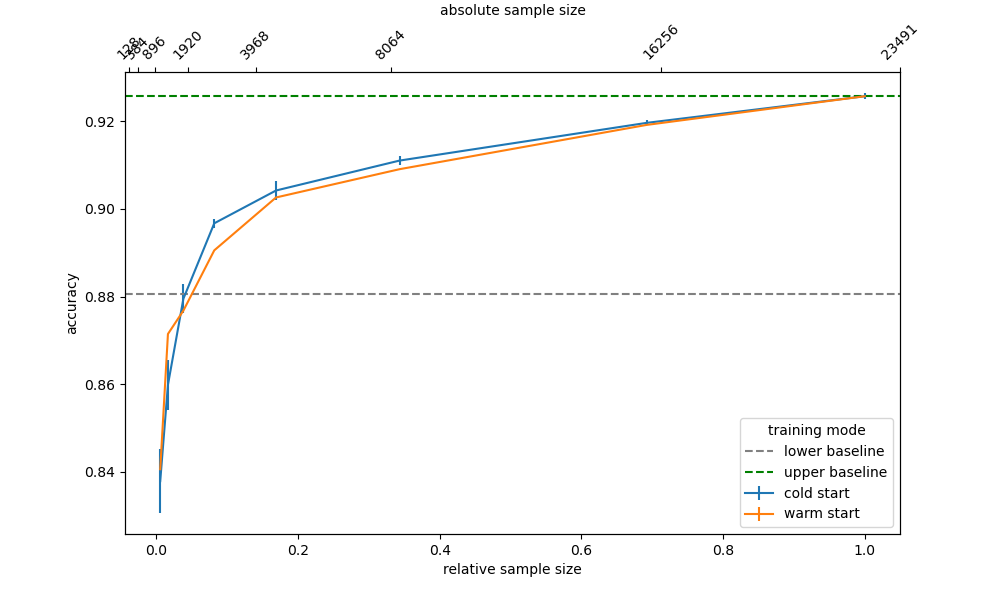 absolute sample size
128 384 896 1920 3968 8064 16256 23491
0.92
0.90
0.88
0.86
0.84
accuracy
training mode
lower baseline
upper baseline
cold start
warm start
0.0 0.2 0.4 0.6 0.8 1.0
relative sample size